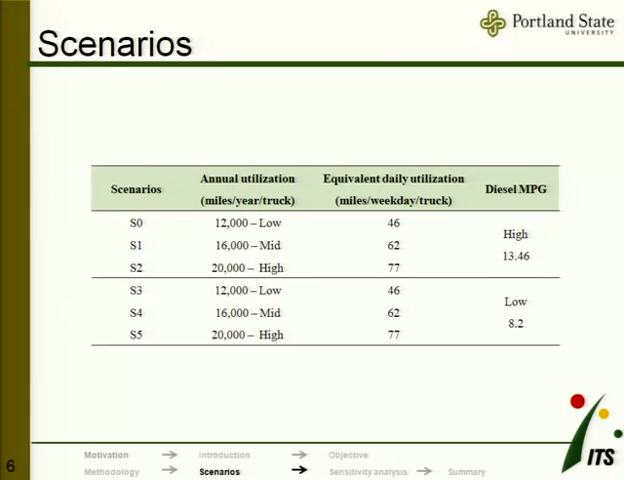 Portland State
UNIVERSITY
Scenarios
Scenarios Annual utilization (miles/year/truck) Equivalent daily utilization (miles/weekday/truck) Diesel MPG
S0 12,000 – Low 46
S1 16,000 – Mid 62
S2 20,000 – High 77
High
13.46
S3 12,000 – Low 46
S4 16,000 – Mid 62
S5 20,000 – High 77
Low
8.2
Motivation Introduction Objective
Methodology Scenarios Sensitivity analysis Summary
6
ITS